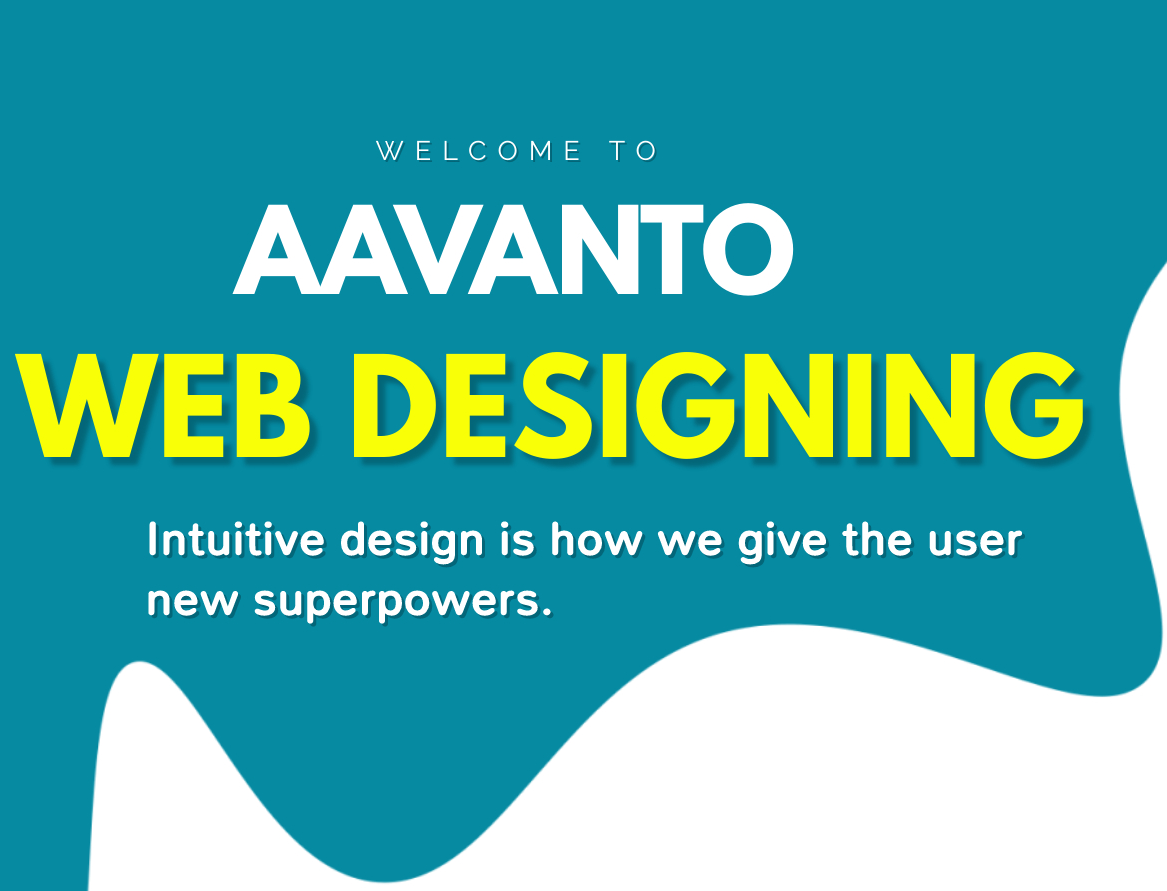 WELCOME TO
AAVANTO
WEB DESIGNING
Intuitive design is how we give the user
new superpowers.